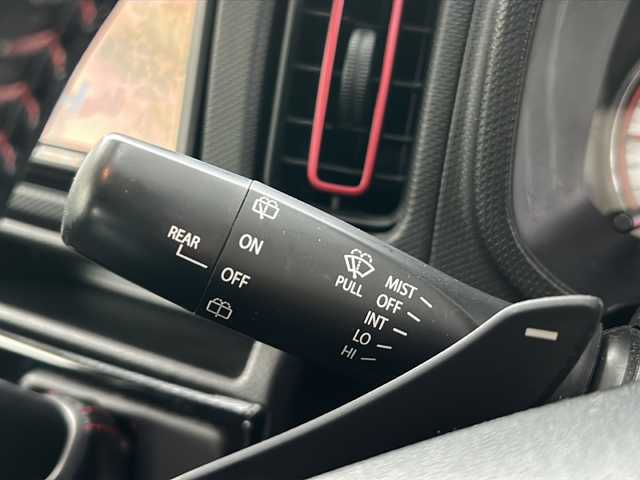 REAR
ON
OFF
PULL
MIST
OFF
INT
LO
HI